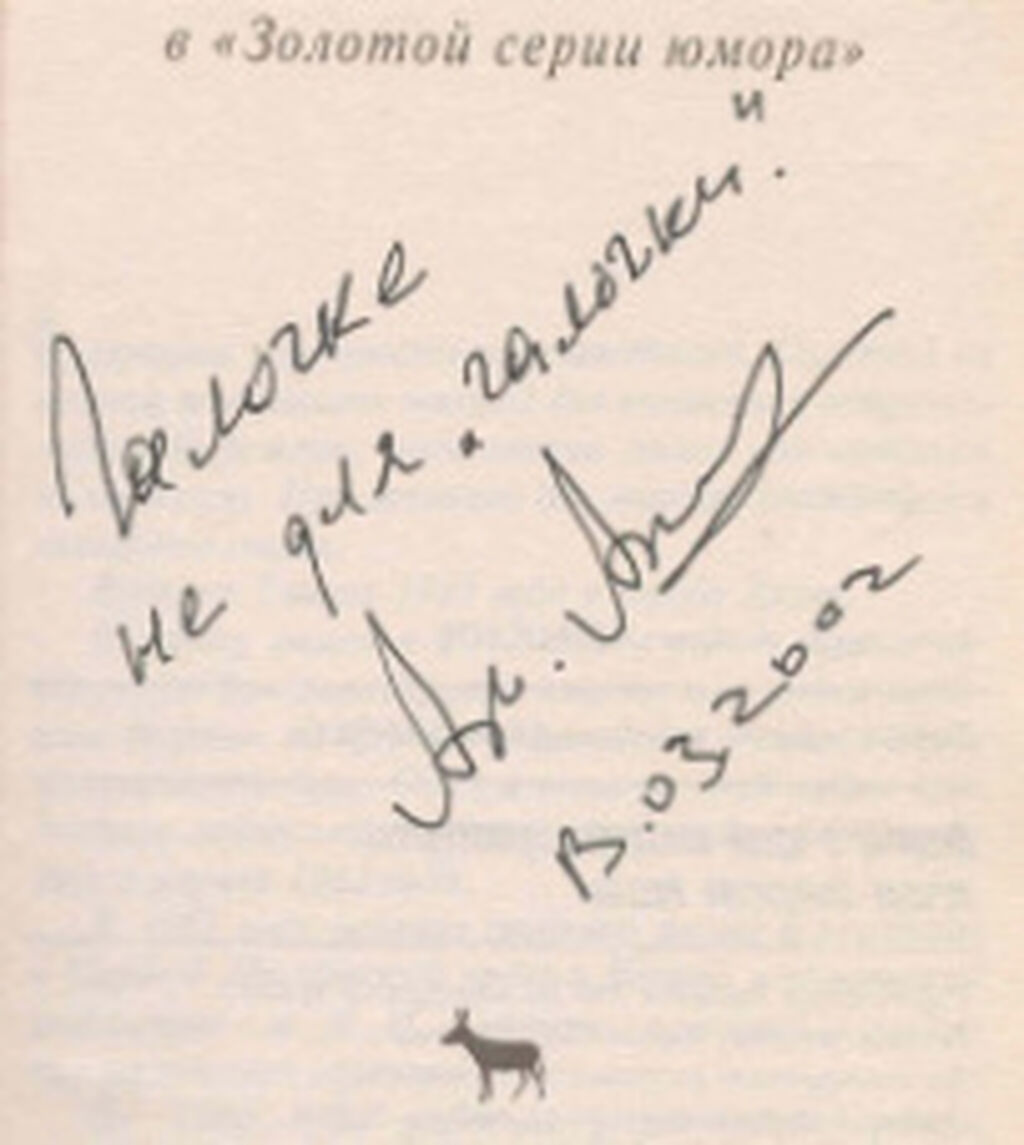 в «Золотой серии юмора»
Галочке
не для „галочки".
13.03 2002